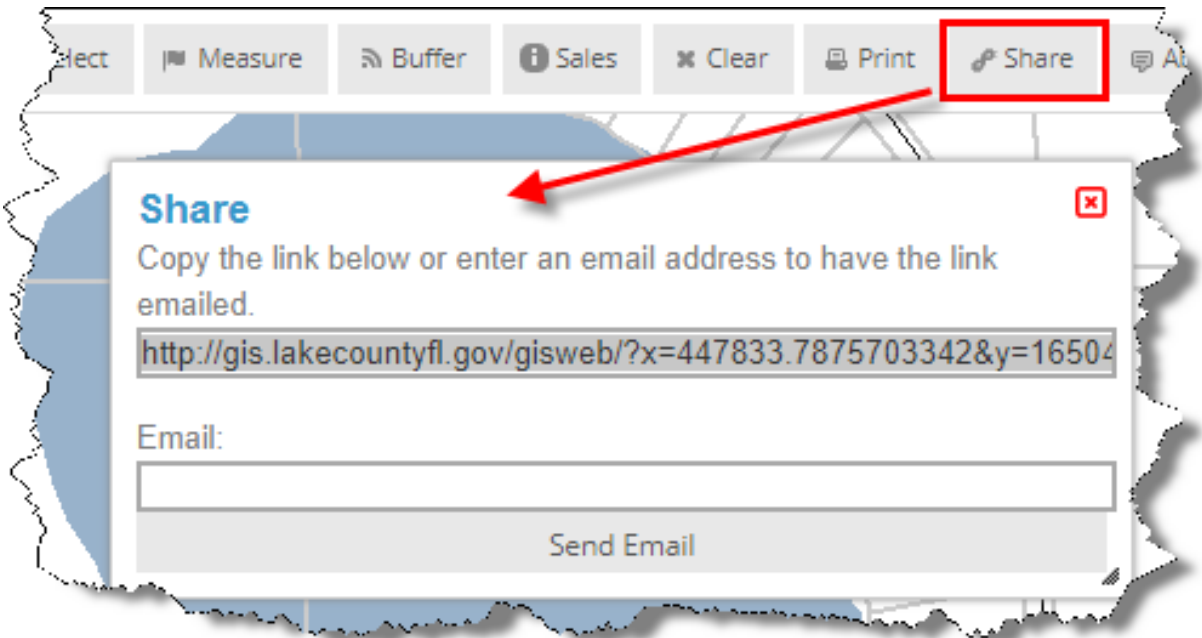 Measure Buffer Sales Clear Print Share
Share
Copy the link below or enter an email address to have the link
emailed.
http://gis.lakecountyfl.gov/gisweb/?x=447833.7875703342&y=16504
Email:
Send Email